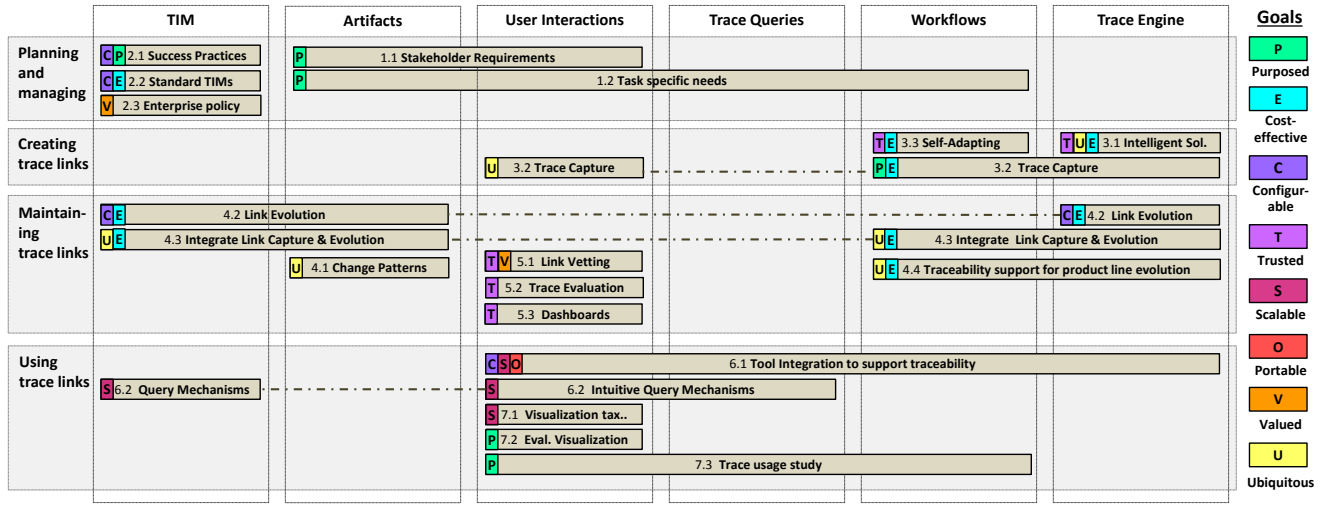 TIM Artifacts User Interactions Trace Queries Workflows Trace Engine Goals
Planning
and
managing
C P 2.1 Success Practices
C E 2.2 Standard TIMs
V 2.3 Enterprise policy
P 1.1 Stakeholder Requirements
P 1.2 Task specific needs
Creating
trace links
U 3.2 Trace Capture
T E 3.3 Self-Adapting
T U E 3.1 Intelligent Sol.
P E 3.2 Trace Capture
Maintain-
ing
trace links
C E 4.2 Link Evolution
C E 4.2 Link Evolution
U E 4.3 Integrate Link Capture & Evolution
U E 4.3 Integrate Link Capture & Evolution
U 4.1 Change Patterns
T V 5.1 Link Vetting
U E 4.4 Traceability support for product line evolution
T 5.2 Trace Evaluation
T 5.3 Dashboards
Using
trace links
C S O 6.1 Tool Integration to support traceability
S 6.2 Query Mechanisms
S 6.2 Intuitive Query Mechanisms
S 7.1 Visualization tax..
P 7.2 Eval. Visualization
P 7.3 Trace usage study
P
Purposed
E
Cost-
effective
C
Configur-
able
T
Trusted
S
Scalable
O
Portable
V
Valued
U
Ubiquitous